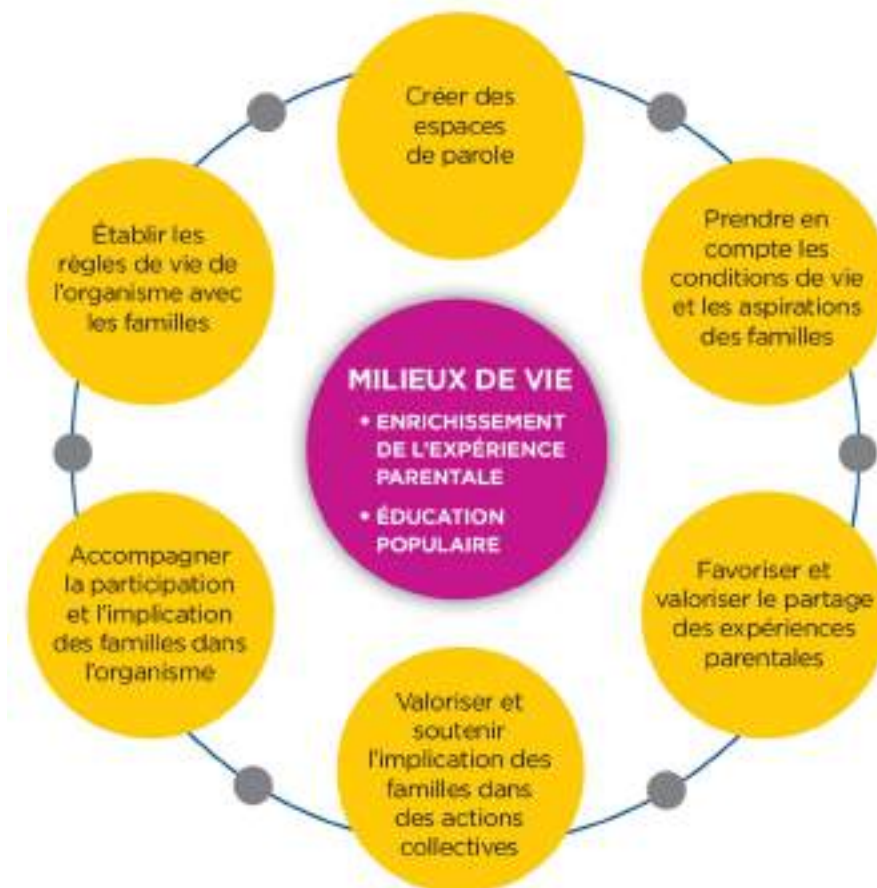 Créer des
espaces
de parole
Prendre en
compte les
conditions de vie
et les aspirations
des familles
Favoriser et
valoriser le partage
des expériences
parentales
Valoriser et
soutenir
l'implication des
familles dans
des actions
collectives
Accompagner
la participation
et l'implication
des familles dans
l'organisme
Établir les
règles de vie de
l'organisme avec
les familles
MILIEUX DE VIE
• ENRICHISSEMENT
DE L'EXPÉRIENCE
PARENTALE
• ÉDUCATION
POPULAIRE